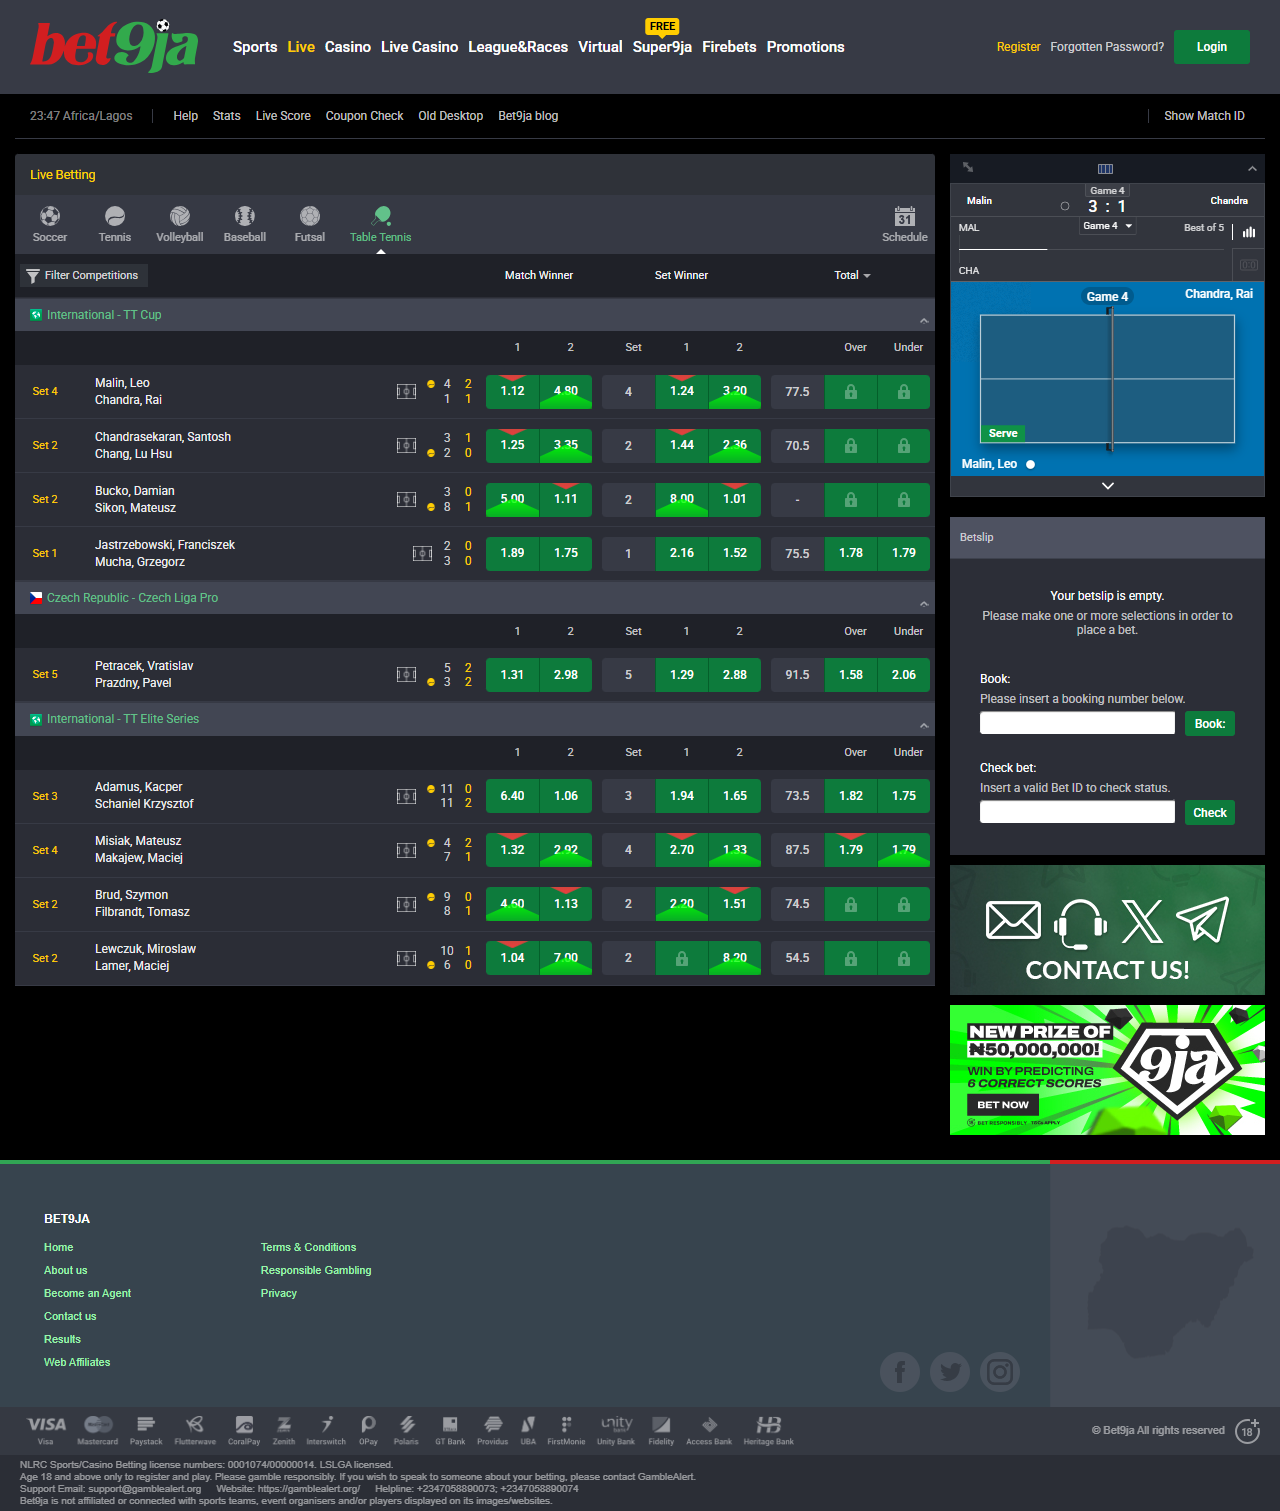 bet9ja
Sports Live Casino Live Casino League&Races Virtual Super9ja Firebets Promotions
FREE
Register Forgotten Password? Login
23:47 Africa/Lagos Help Stats Live Score Coupon Check Old Desktop Bet9ja blog Show Match ID
Live Betting
Soccer Tennis Volleyball Baseball Futsal Table Tennis 31 Schedule
Filter Competitions Match Winner Set Winner Total
International - TT Cup
1 2 Set 1 2 Over Under
Set 4 Malin, Leo 4 2 1.12 4.80 4 1.24 3.20 77.5
Chandra, Rai 1 1
Set 2 Chandrasekaran, Santosh 3 1 1.25 3.35 2 1.44 2.36 70.5
Chang, Lu Hsu 2 0
Set 2 Bucko, Damian 3 0 5.00 1.11 2 8.00 1.01 -
Sikon, Mateusz 8 1
Set 1 Jastrzebowski, Franciszek 2 0 1.89 1.75 1 2.16 1.52 75.5 1.78 1.79
Mucha, Grzegorz 3 0
Czech Republic - Czech Liga Pro
1 2 Set 1 2 Over Under
Set 5 Petracek, Vratislav 5 2 1.31 2.98 5 1.29 2.88 91.5 1.58 2.06
Prazdny, Pavel 3 2
International - TT Elite Series
1 2 Set 1 2 Over Under
Set 3 Adamus, Kacper 11 0 6.40 1.06 3 1.94 1.65 73.5 1.82 1.75
Schaniel Krzysztof 11 2
Set 4 Misiak, Mateusz 4 2 1.32 2.92 4 2.70 1.33 87.5 1.79 1.79
Makajew, Maciej 7 1
Set 2 Brud, Szymon 9 0 4.60 1.13 2 2.20 1.51 74.5
Filbrandt, Tomasz 8 1
Set 2 Lewczuk, Miroslaw 10 1 1.04 7.00 2 8.20 54.5
Lamer, Maciej 6 0
Game 4
Malin 3 : 1 Chandra
MAL Game 4 Best of 5
CHA
Game 4 Chandra, Rai
Serve
Malin, Leo
Betslip
Your betslip is empty.
Please make one or more selections in order to
place a bet.
Book:
Please insert a booking number below.
Book:
Check bet:
Insert a valid Bet ID to check status.
Check
CONTACT US!
NEW PRIZE OF
₦50,000,000!
WIN BY PREDICTING
6 CORRECT SCORES
BET NOW
BET RESPONSIBLY. T&Cs APPLY
9ja
BET9JA
Home Terms & Conditions
About us Responsible Gambling
Become an Agent Privacy
Contact us
Results
Web Affiliates
VISA unity HB
Visa Mastercard Paystack Flutterwave CoralPay Zenith Interswitch OPay Polaris GT Bank Providus UBA FirstMonie Unity Bank Fidelity Access Bank Heritage Bank
© Bet9ja All rights reserved 18+
NLRC Sports/Casino Betting license numbers: 0001074/00000014. LSLGA licensed.
Age 18 and above only to register and play. Please gamble responsibly. If you wish to speak to someone about your betting, please contact GambleAlert.
Support Email: support@gamblealert.org Website: https://gamblealert.org/ Helpline: +2347058890073; +2347058890074
Bet9ja is not affiliated or connected with sports teams, event organisers and/or players displayed on its images/websites.